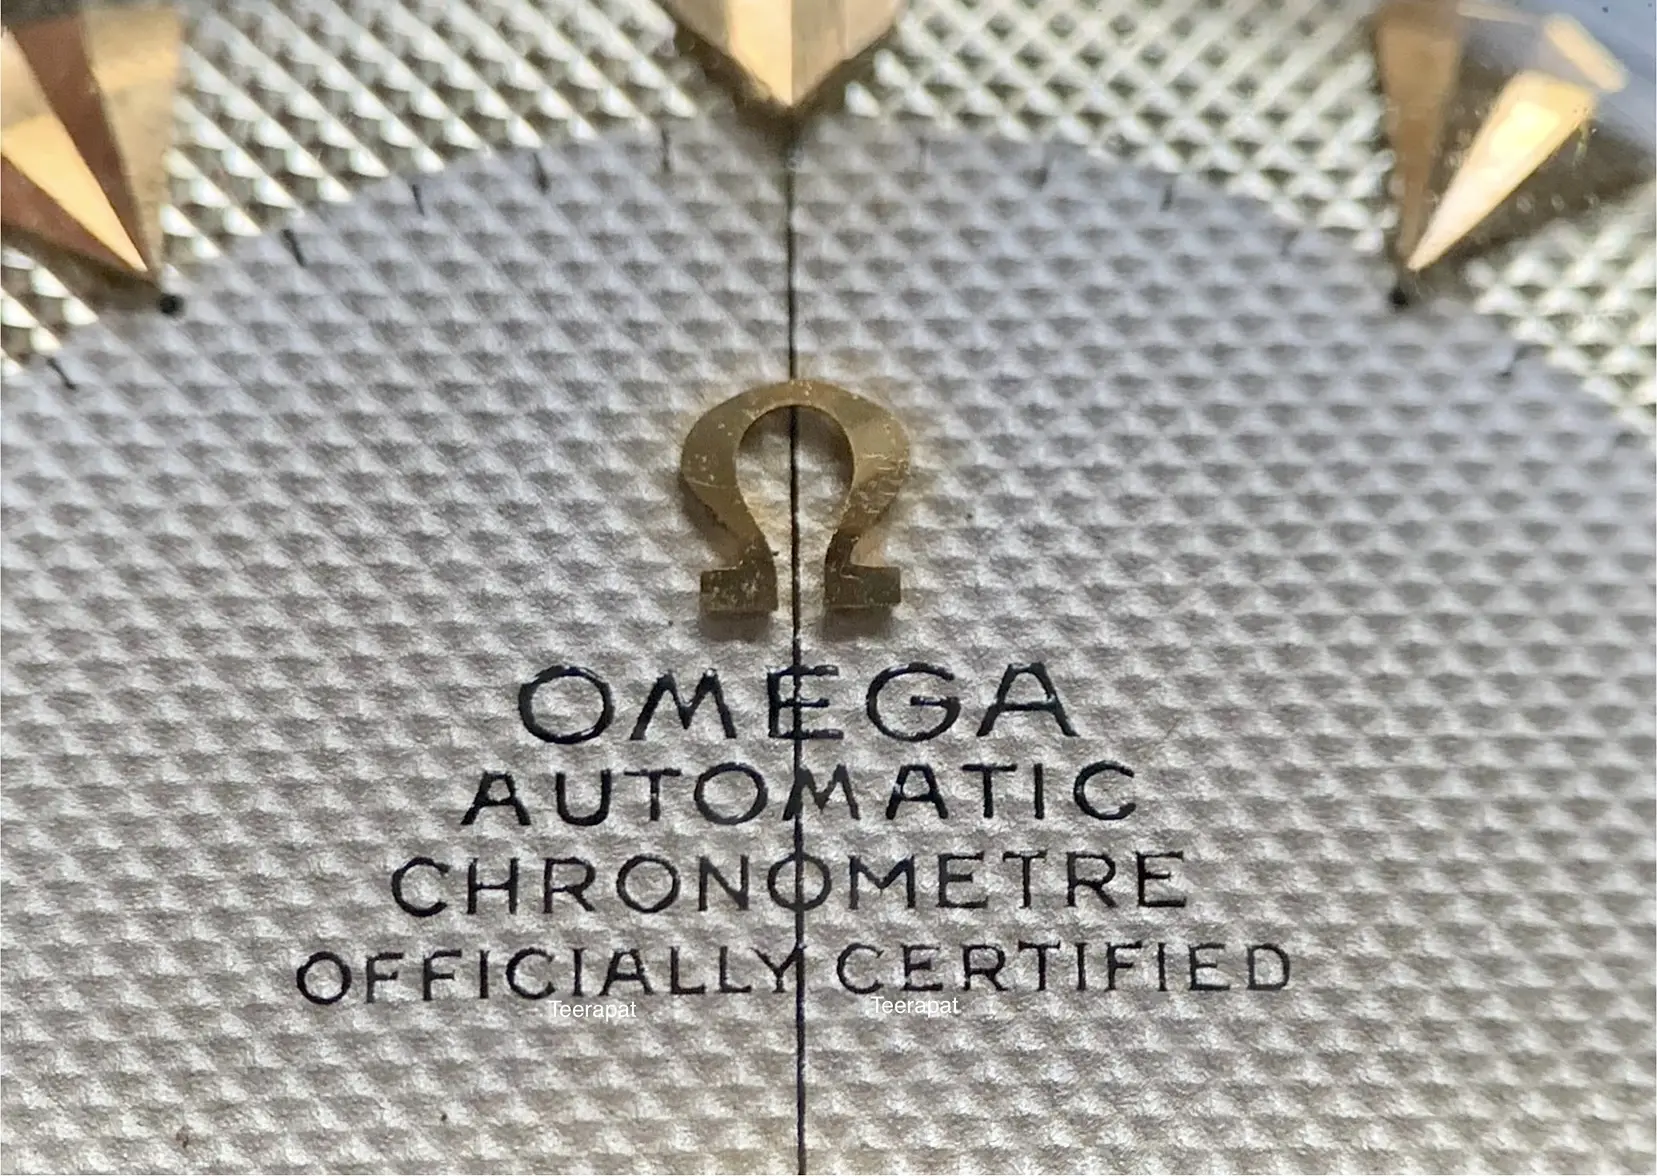 Ω
OMEGA
AUTOMATIC
CHRONOMETRE
OFFICIALLY CERTIFIED
Teerapat Teerapat